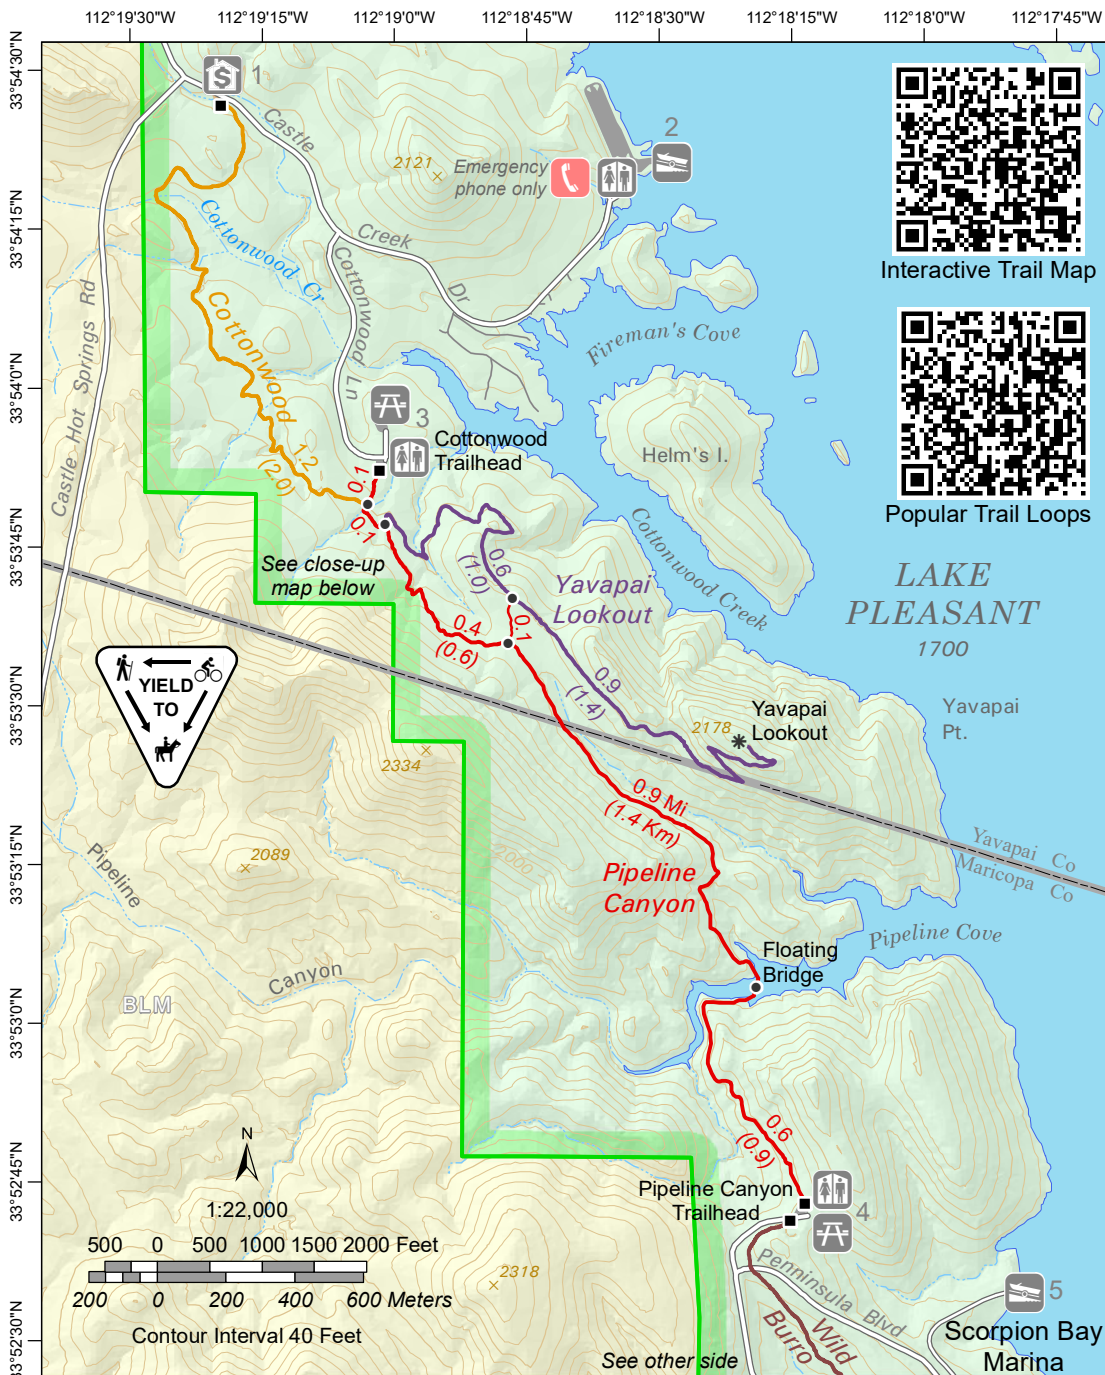 112°19'30"W 112°19'15"W 112°19'0"W 112°18'45"W 112°18'30"W 112°18'15"W 112°18'0"W 112°17'45"W
33°54'30"N
33°54'15"N
33°54'0"N
33°53'45"N
33°53'30"N
33°53'15"N
33°53'0"N
33°52'45"N
33°52'30"N
$ 1
Castle
Creek
Dr
2121
Emergency
phone only
2
Interactive Trail Map
Popular Trail Loops
Cottonwood Cr
Cottonwood
Cottonwood Ln
Castle Hot Springs Rd
Fireman's Cove
Helm's I.
3
Cottonwood
Trailhead
1.2
(2.0)
0.1
0.1
See close-up
map below
0.6
(1.0)
Yavapai
Lookout
Cottonwood Creek
LAKE
PLEASANT
1700
0.4
(0.6)
0.1
0.9
(1.4)
YIELD
TO
2178
Yavapai
Lookout
Yavapai
Pt.
2334
0.9 Mi
(1.4 Km)
2089
2000
Yavapai Co
Maricopa Co
Pipeline
Canyon
Pipeline
Canyon
Pipeline Cove
Floating
Bridge
BLM
0.6
(0.9)
N
1:22,000
500 0 500 1000 1500 2000 Feet
200 0 200 400 600 Meters
Contour Interval 40 Feet
Pipeline Canyon
Trailhead
4
2318
Penninsula Blvd
5
Scorpion Bay
Marina
Wild
Burro
See other side